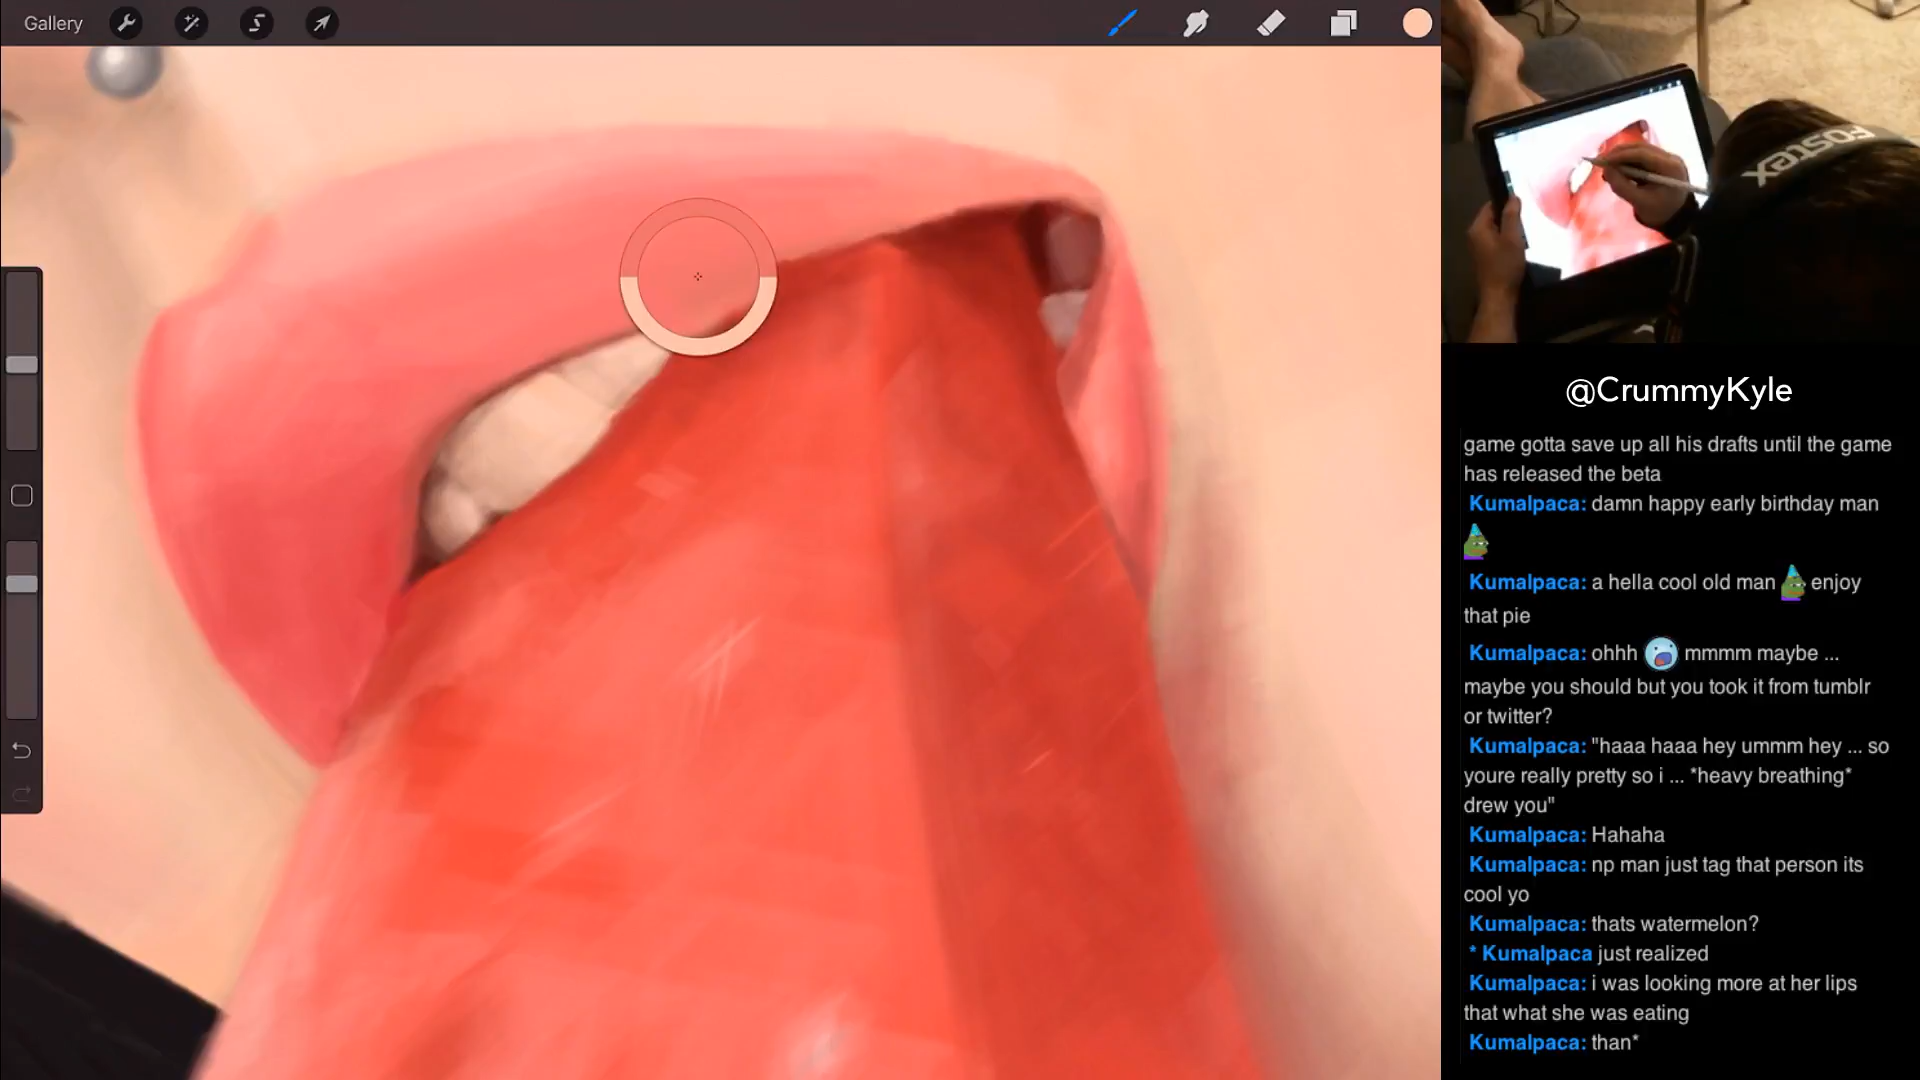 Gallery
Fostex
@CrummyKyle
game gotta save up all his drafts until the game
has released the beta
Kumalpaca: damn happy early birthday man
Kumalpaca: a hella cool old man enjoy
that pie
Kumalpaca: ohhh mmmm maybe ...
maybe you should but you took it from tumblr
or twitter?
Kumalpaca: "haaa haaa hey ummm hey ... so
youre really pretty so i ... *heavy breathing*
drew you"
Kumalpaca: Hahaha
Kumalpaca: np man just tag that person its
cool yo
Kumalpaca: thats watermelon?
* Kumalpaca just realized
Kumalpaca: i was looking more at her lips
that what she was eating
Kumalpaca: than*